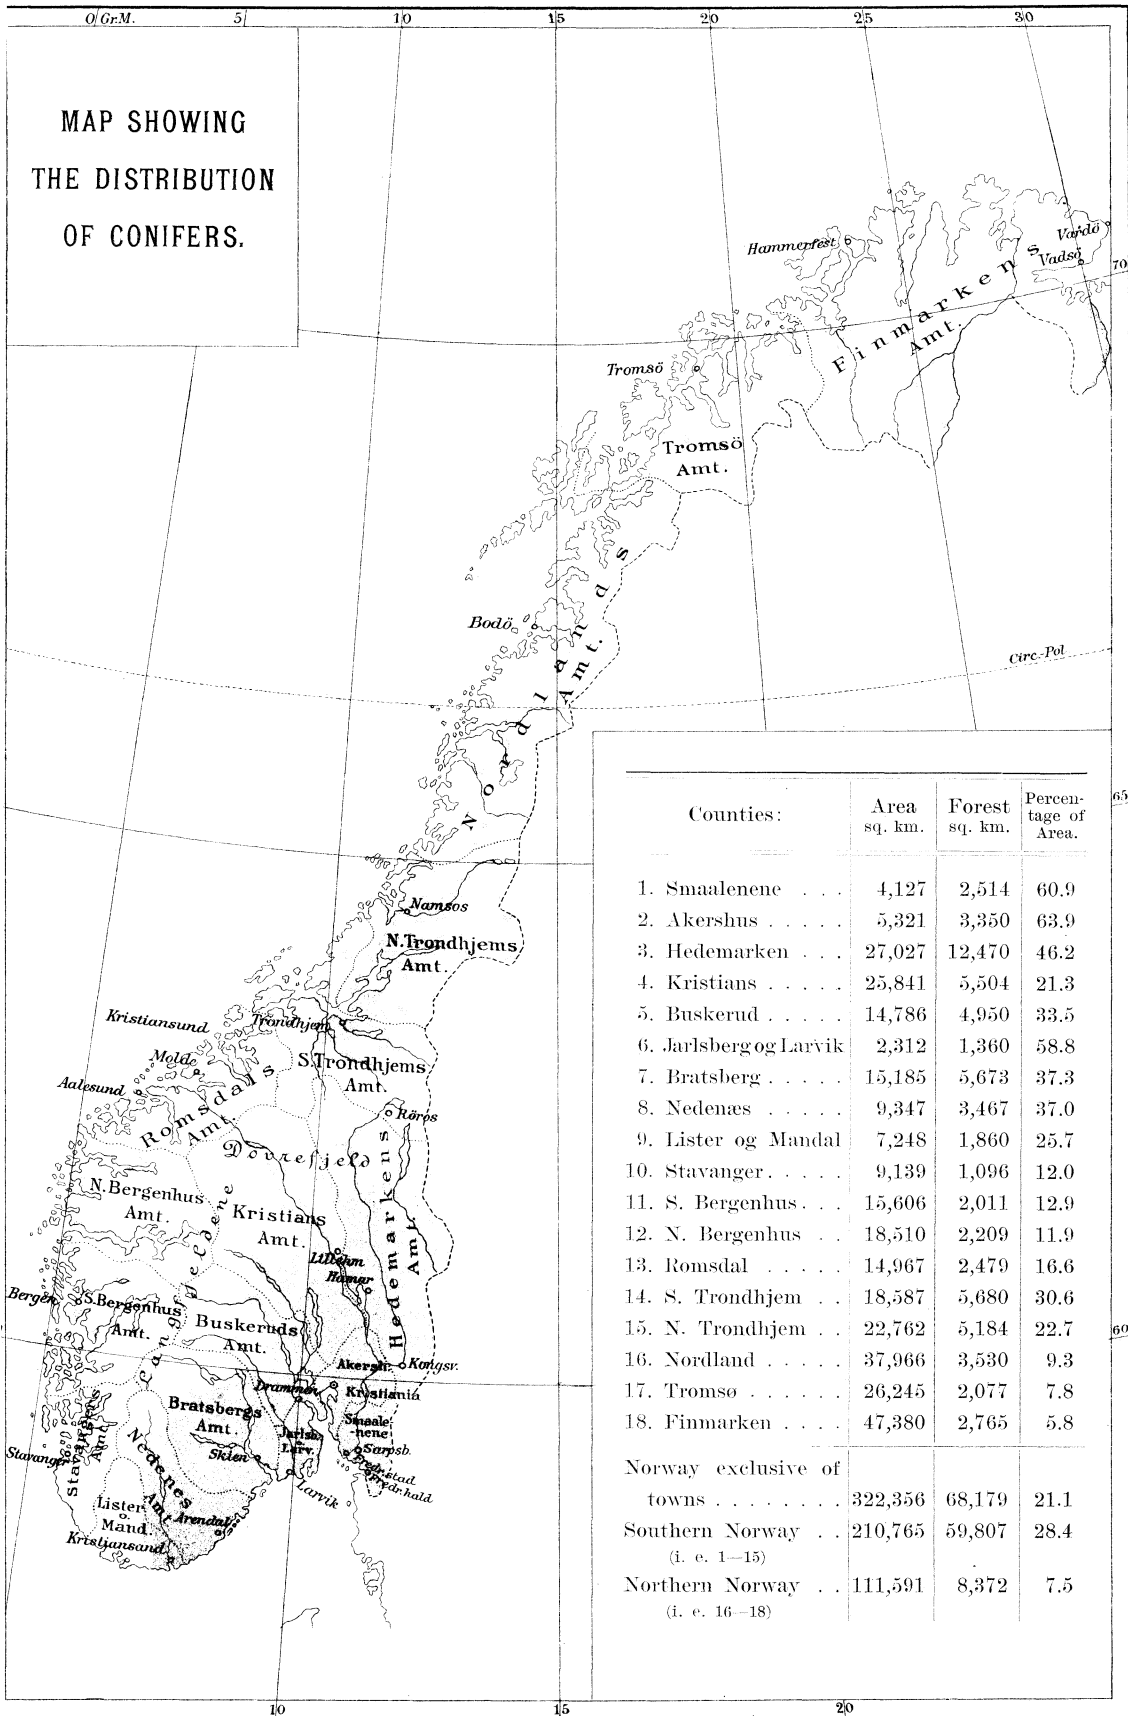 0 Gr.M. 5 10 15 20 25 30
MAP SHOWING
THE DISTRIBUTION
OF CONIFERS.
Hammerfest
Vardö
Vadsö
70
Finmarkens
Amt.
Tromsö
Tromsö
Amt.
Bodö
Nordlands
Amt.
Circ.-Pol
65
Namsos
N. Trondhjems
Amt.
Kristiansund
Trondhjem
Molde
S. Trondhjems
Amt.
Aalesund
Romsdals
Amt.
Röros
Dovrefjeld
N. Bergenhus
Amt.
Langfjeldene
Kristians
Amt.
Hedemarkens
Amt.
Lillehm
Hamar
Bergen
S. Bergenhus
Amt.
Buskeruds
Amt.
60
Akersh.
Kongsv.
Drammen
Kristiania
Bratsbergs
Amt.
Smaale-
-nene
Jarlsb.
Larv.
Sarpsb.
Fredr.stad
Fredr.hald
Skien
Larvik
Stavanger
Stavangers
Amt.
Nedenes
Amt.
Lister
o.
Mand.
Arendal
Kristiansand
10 15 20
Counties: Area sq. km. Forest sq. km. Percen-tage of Area.
1. Smaalenene . . . 4,127 2,514 60.9
2. Akershus . . . . . 5,321 3,350 63.9
3. Hedemarken . . . 27,027 12,470 46.2
4. Kristians . . . . . 25,841 5,504 21.3
5. Buskerud . . . . . 14,786 4,950 33.5
6. Jarlsberg og Larvik 2,312 1,360 58.8
7. Bratsberg . . . . . 15,185 5,673 37.3
8. Nedenæs . . . . . 9,347 3,467 37.0
9. Lister og Mandal 7,248 1,860 25.7
10. Stavanger . . . . . 9,139 1,096 12.0
11. S. Bergenhus . . . 15,606 2,011 12.9
12. N. Bergenhus . . 18,510 2,209 11.9
13. Romsdal . . . . . 14,967 2,479 16.6
14. S. Trondhjem . . 18,587 5,680 30.6
15. N. Trondhjem . . 22,762 5,184 22.7
16. Nordland . . . . . 37,966 3,530 9.3
17. Tromsø . . . . . . 26,245 2,077 7.8
18. Finmarken . . . . 47,380 2,765 5.8
Norway exclusive of
towns . . . . . . . . 322,356 68,179 21.1
Southern Norway . . 210,765 59,807 28.4
(i. e. 1—15)
Northern Norway . . 111,591 8,372 7.5
(i. e. 16—18)